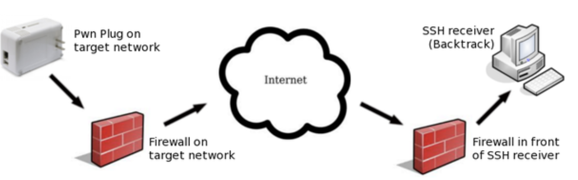 Pwn Plug on
target network
Firewall on
target network
Internet
SSH receiver
(Backtrack)
Firewall in front
of SSH receiver